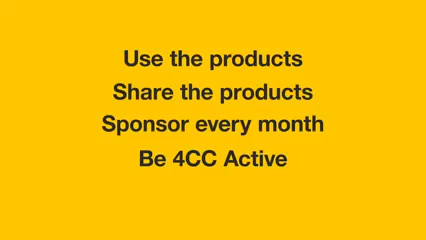 Use the products
Share the products
Sponsor every month
Be 4CC Active